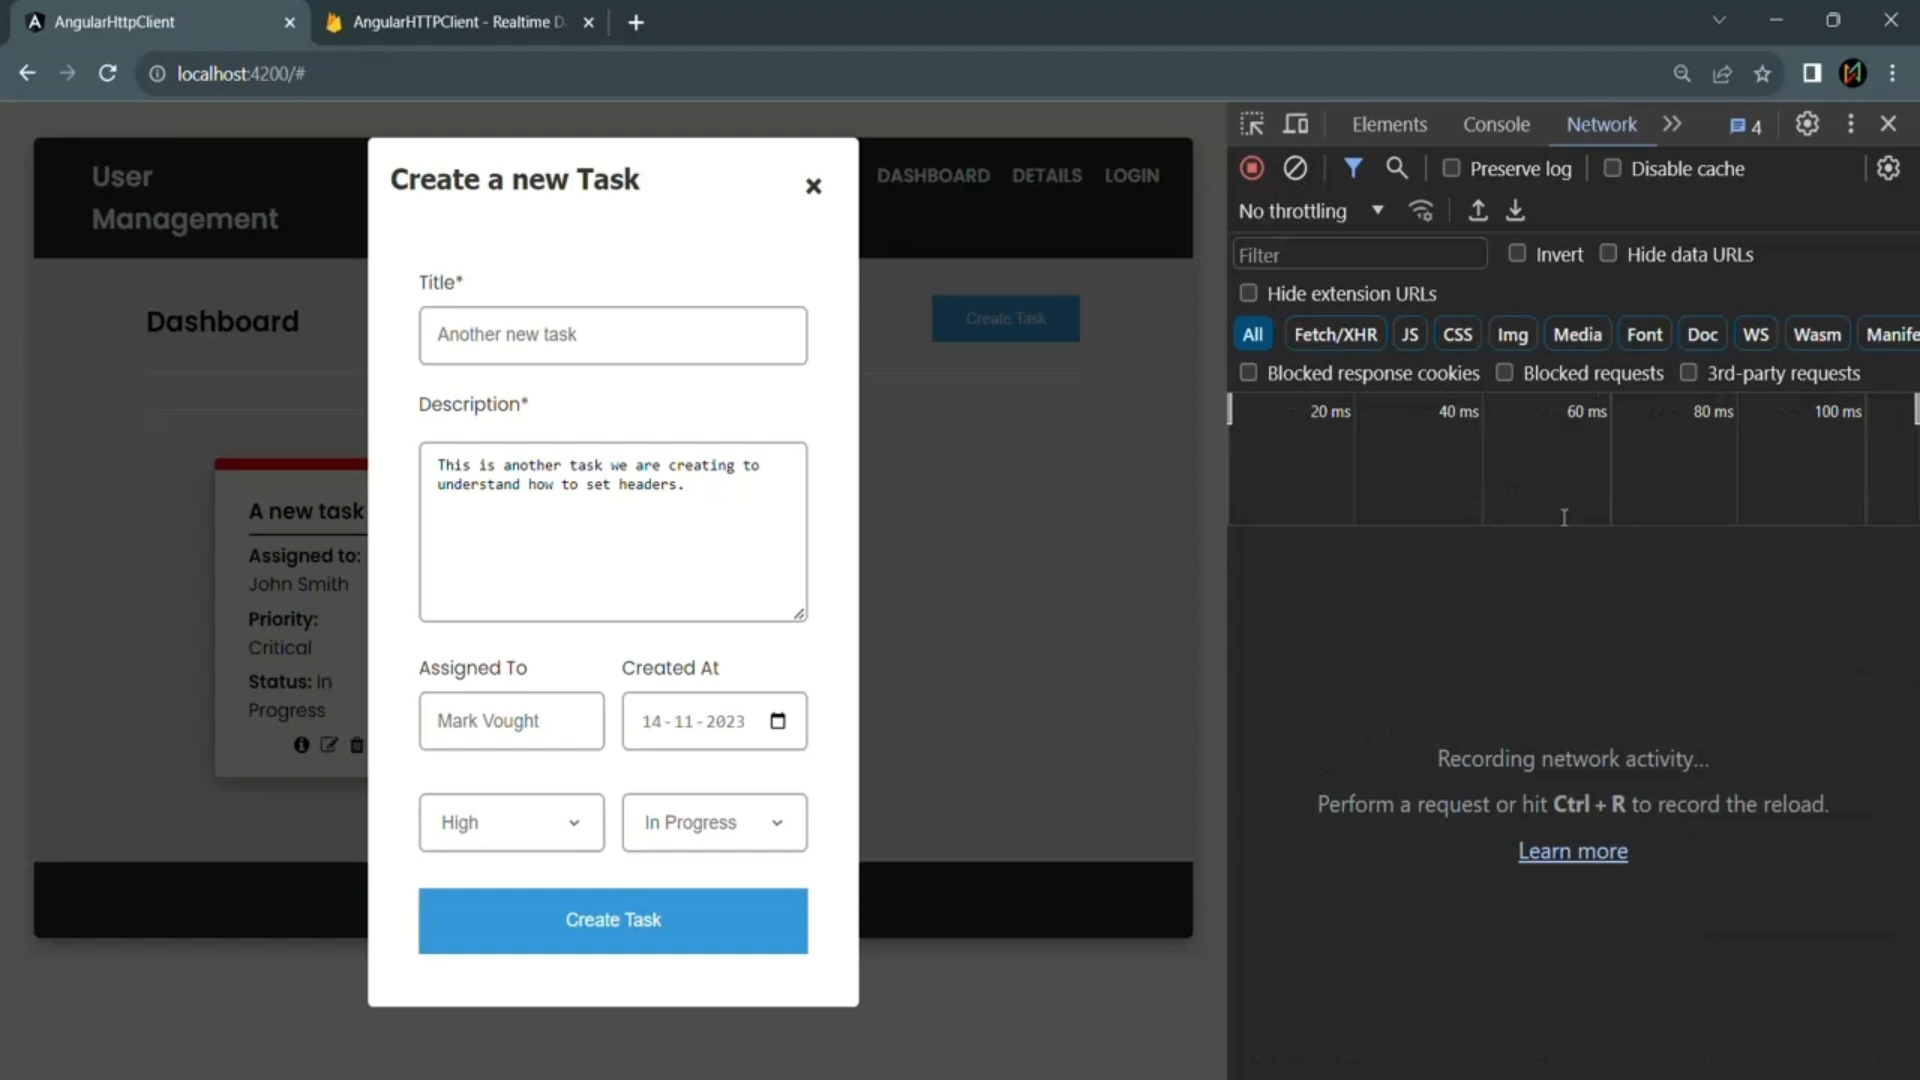 AngularHttpClient
AngularHTTPClient - Realtime D
localhost:4200/#
User
Management
DASHBOARD DETAILS LOGIN
Dashboard
Create Task
A new task
Assigned to:
John Smith
Priority:
Critical
Status: In
Progress
Create a new Task
Title*
Another new task
Description*
This is another task we are creating to
understand how to set headers.
Assigned To Created At
Mark Vought 14-11-2023
High In Progress
Create Task
Elements Console Network 4
Preserve log Disable cache
No throttling
Filter Invert Hide data URLs
Hide extension URLs
All Fetch/XHR JS CSS Img Media Font Doc WS Wasm Manife
Blocked response cookies Blocked requests 3rd-party requests
20 ms 40 ms 60 ms 80 ms 100 ms
Recording network activity...
Perform a request or hit Ctrl + R to record the reload.
Learn more